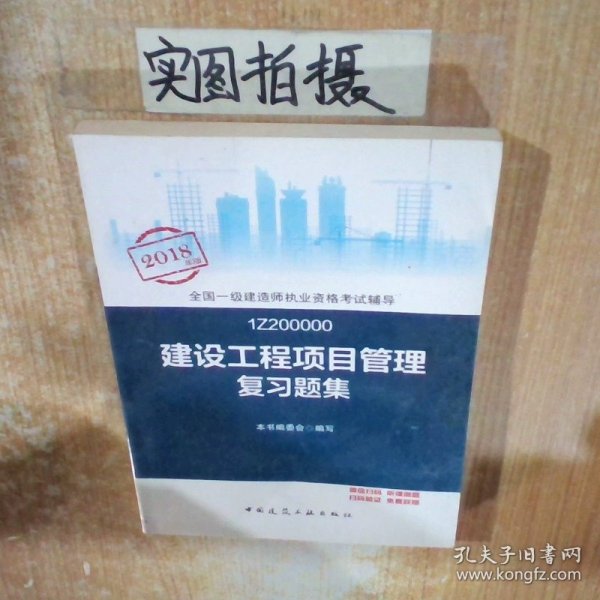 实图拍摄
2018
年版
全国一级建造师执业资格考试辅导
1Z200000
建设工程项目管理
复习题集
本书编委会 编写
中国建筑工业出版社
孔夫子旧书网
www.kongfz.com